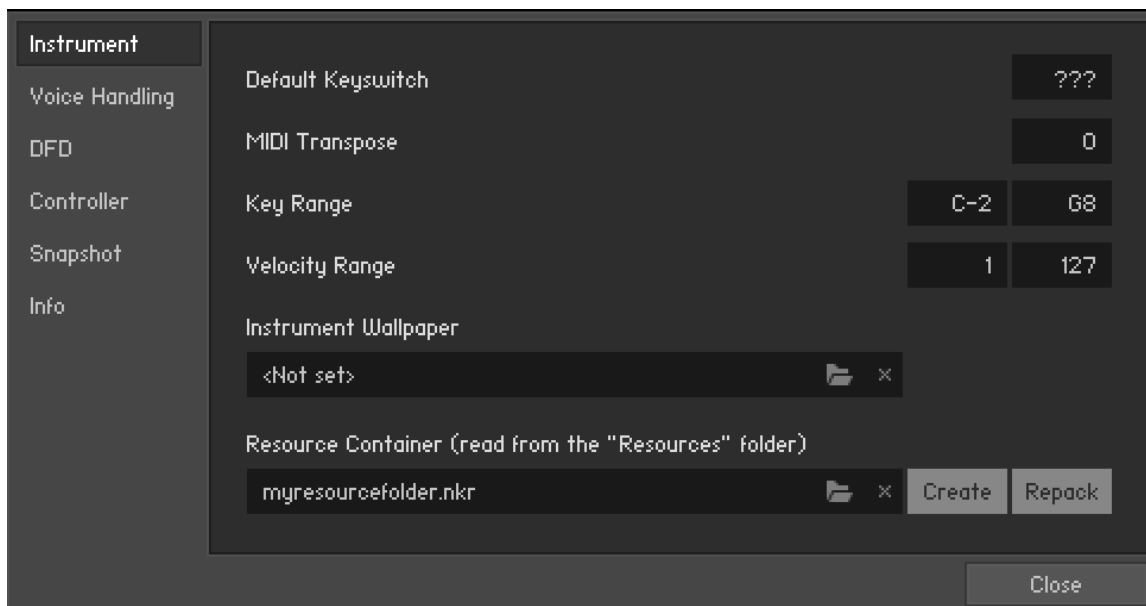 Instrument
Voice Handling
DFD
Controller
Snapshot
Info
Default Keyswitch ???
MIDI Transpose 0
Key Range C-2 G8
Velocity Range 1 127
Instrument Wallpaper
<Not set> ×
Resource Container (read from the "Resources" folder)
myresourcefolder.nkr × Create Repack
Close